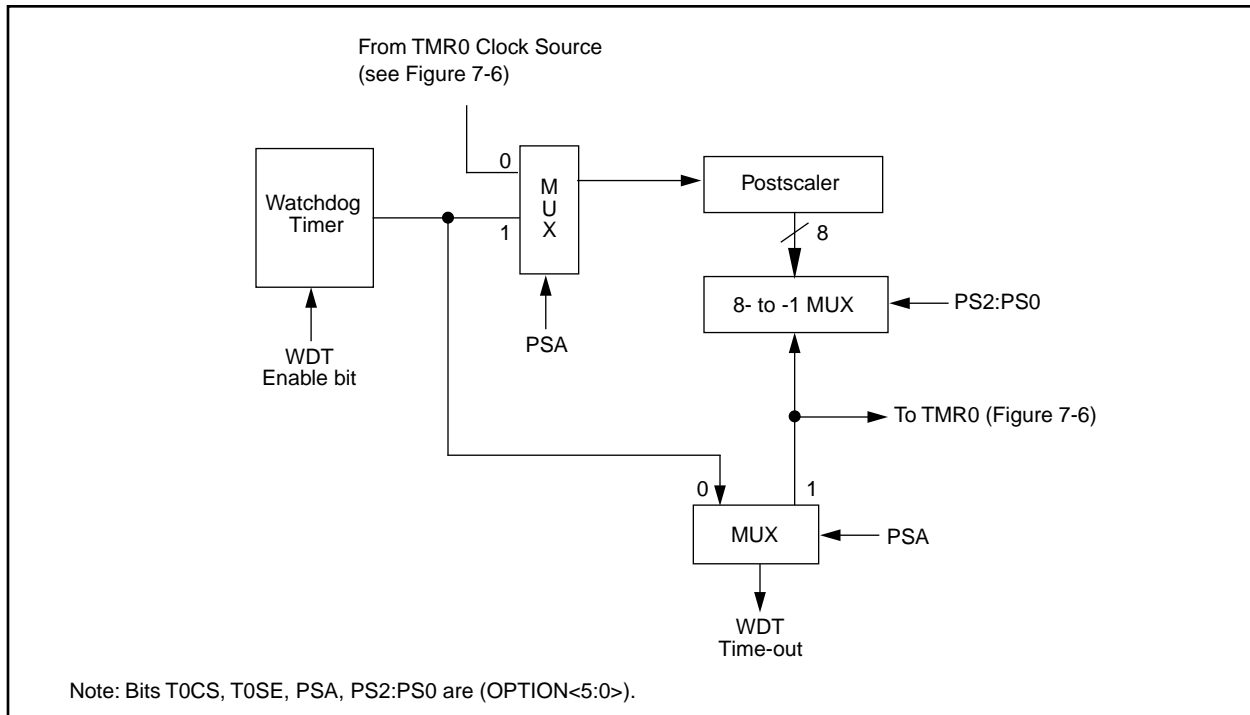 From TMR0 Clock Source
(see Figure 7-6)
0
M
U
X
1
Watchdog
Timer
Postscaler
8
8- to -1 MUX
PS2:PS0
PSA
WDT
Enable bit
To TMR0 (Figure 7-6)
0
1
MUX
PSA
WDT
Time-out
Note: Bits T0CS, T0SE, PSA, PS2:PS0 are (OPTION<5:0>).